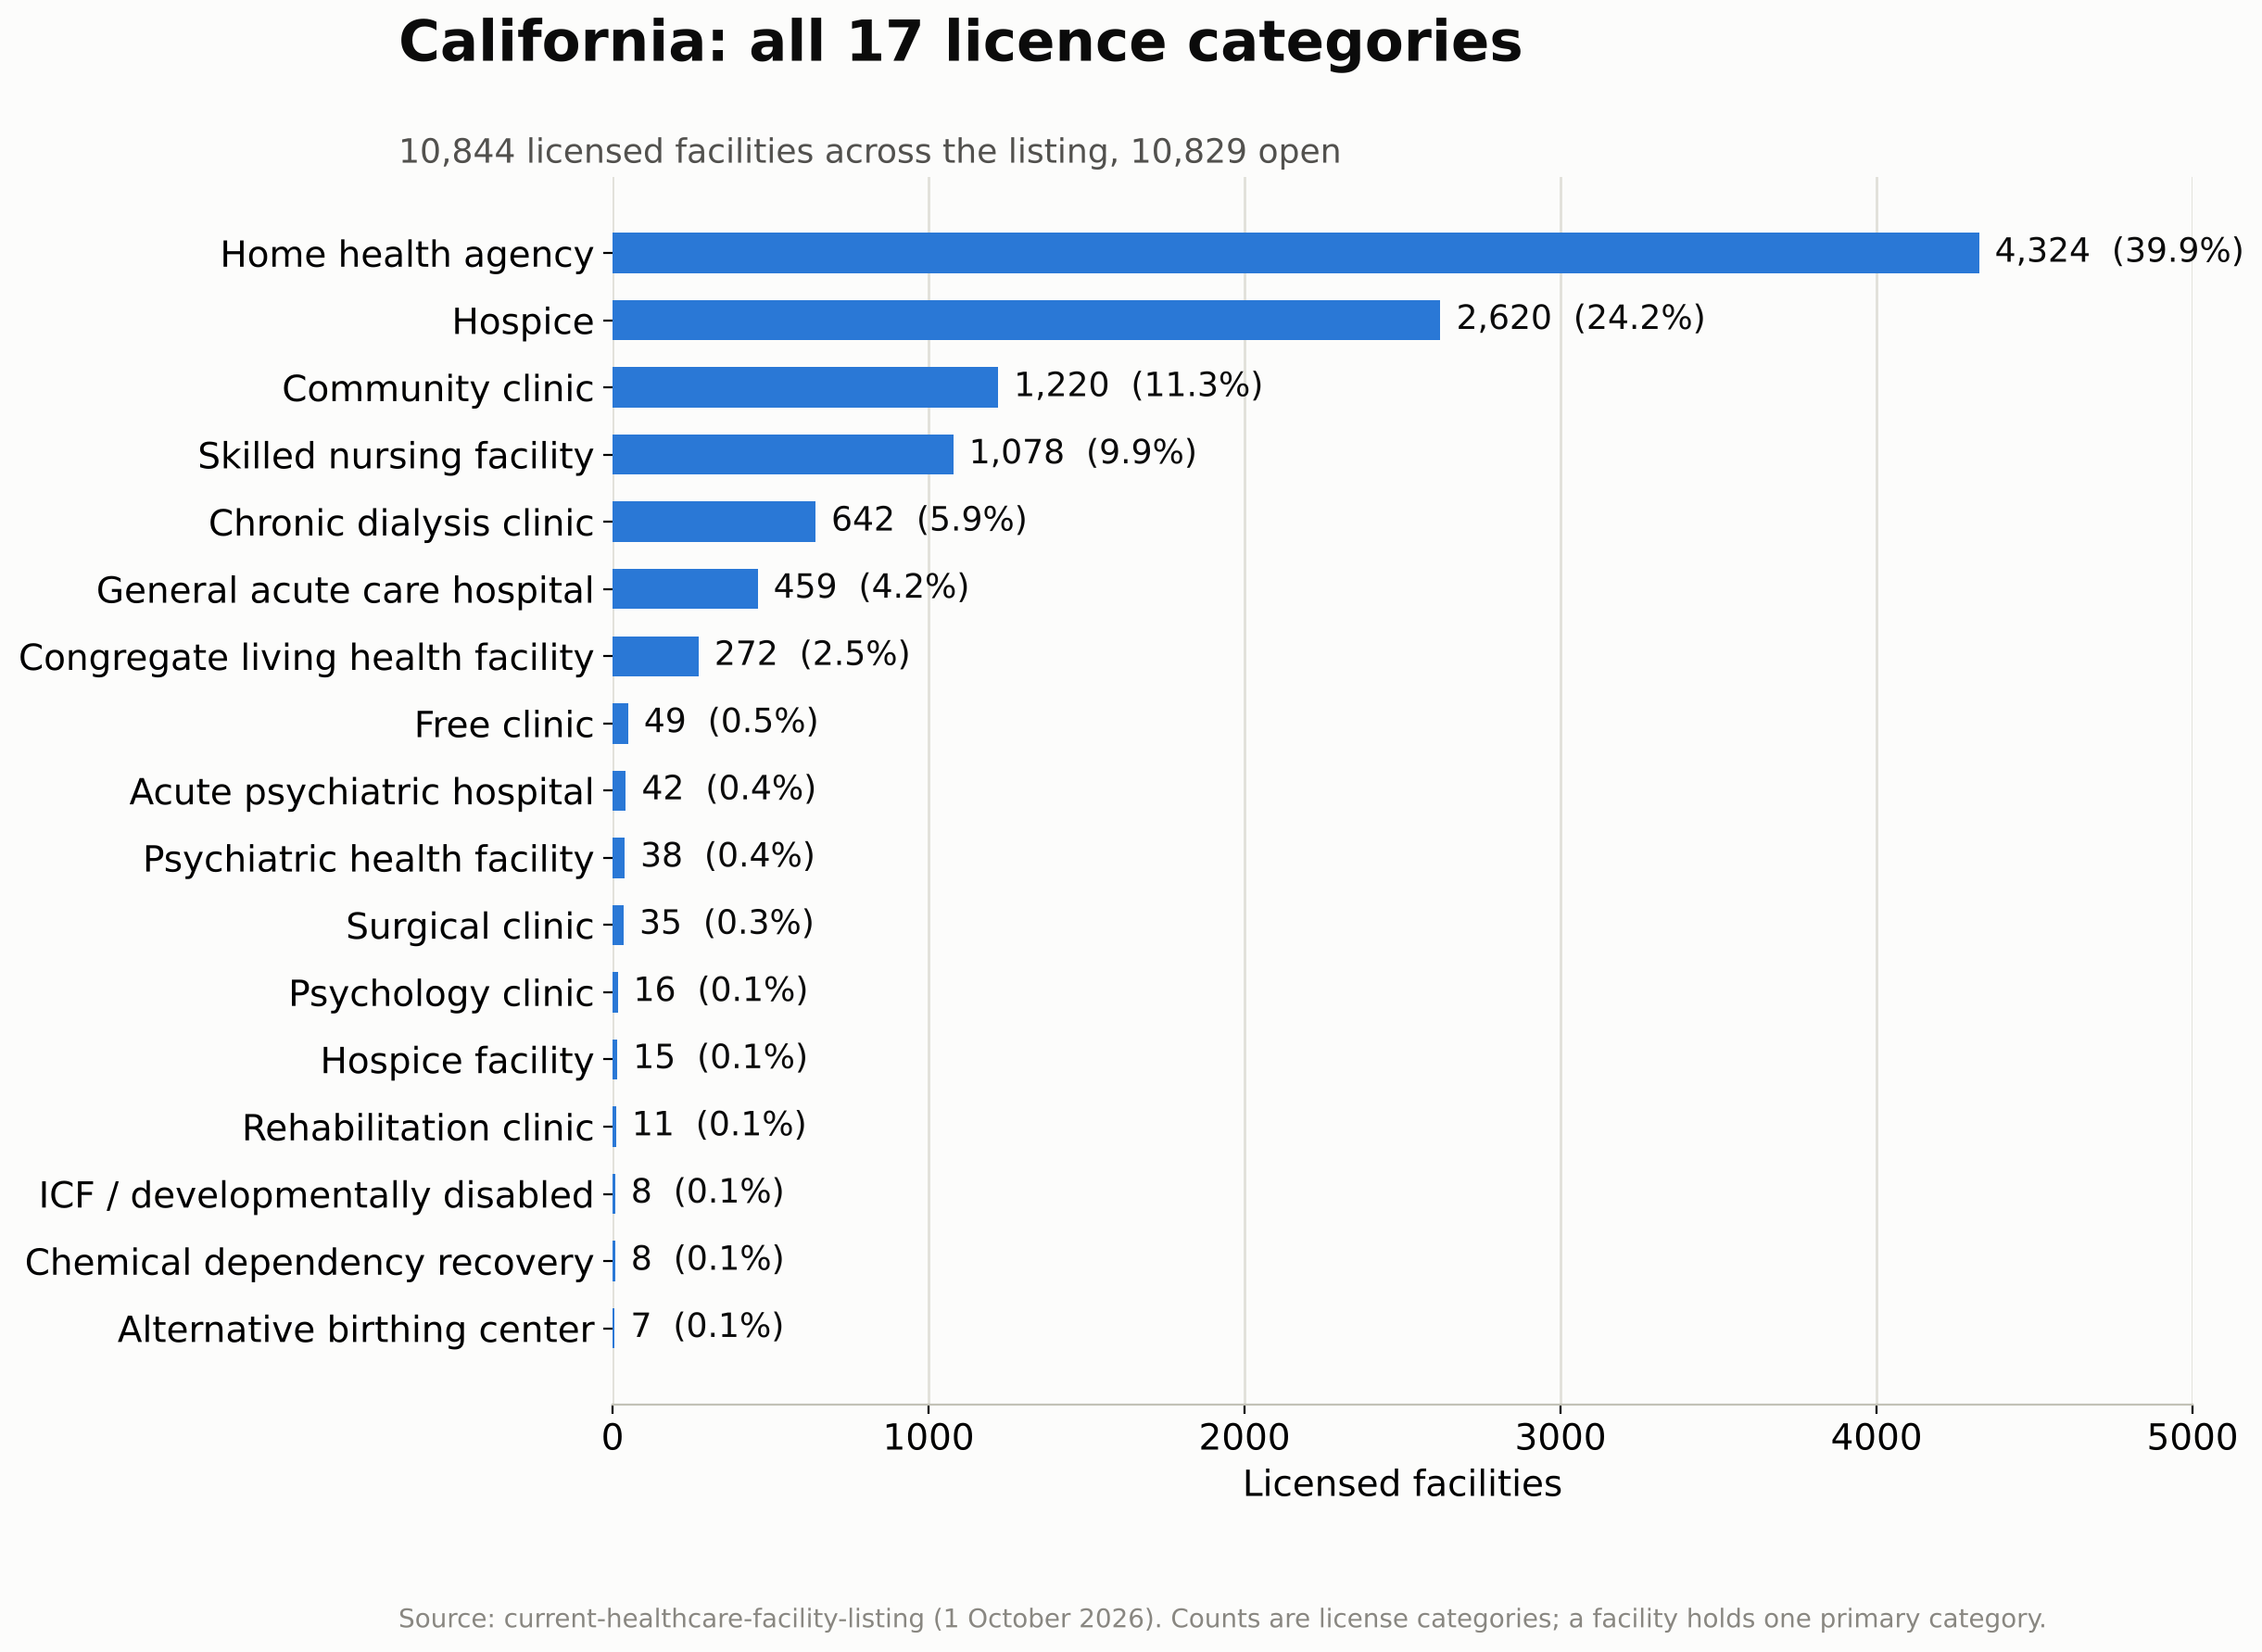 California: all 17 licence categories
10,844 licensed facilities across the listing, 10,829 open
Home health agency 4,324 (39.9%)
Hospice 2,620 (24.2%)
Community clinic 1,220 (11.3%)
Skilled nursing facility 1,078 (9.9%)
Chronic dialysis clinic 642 (5.9%)
General acute care hospital 459 (4.2%)
Congregate living health facility 272 (2.5%)
Free clinic 49 (0.5%)
Acute psychiatric hospital 42 (0.4%)
Psychiatric health facility 38 (0.4%)
Surgical clinic 35 (0.3%)
Psychology clinic 16 (0.1%)
Hospice facility 15 (0.1%)
Rehabilitation clinic 11 (0.1%)
ICF / developmentally disabled 8 (0.1%)
Chemical dependency recovery 8 (0.1%)
Alternative birthing center 7 (0.1%)
0 1000 2000 3000 4000 5000
Licensed facilities
Source: current-healthcare-facility-listing (1 October 2026). Counts are license categories; a facility holds one primary category.